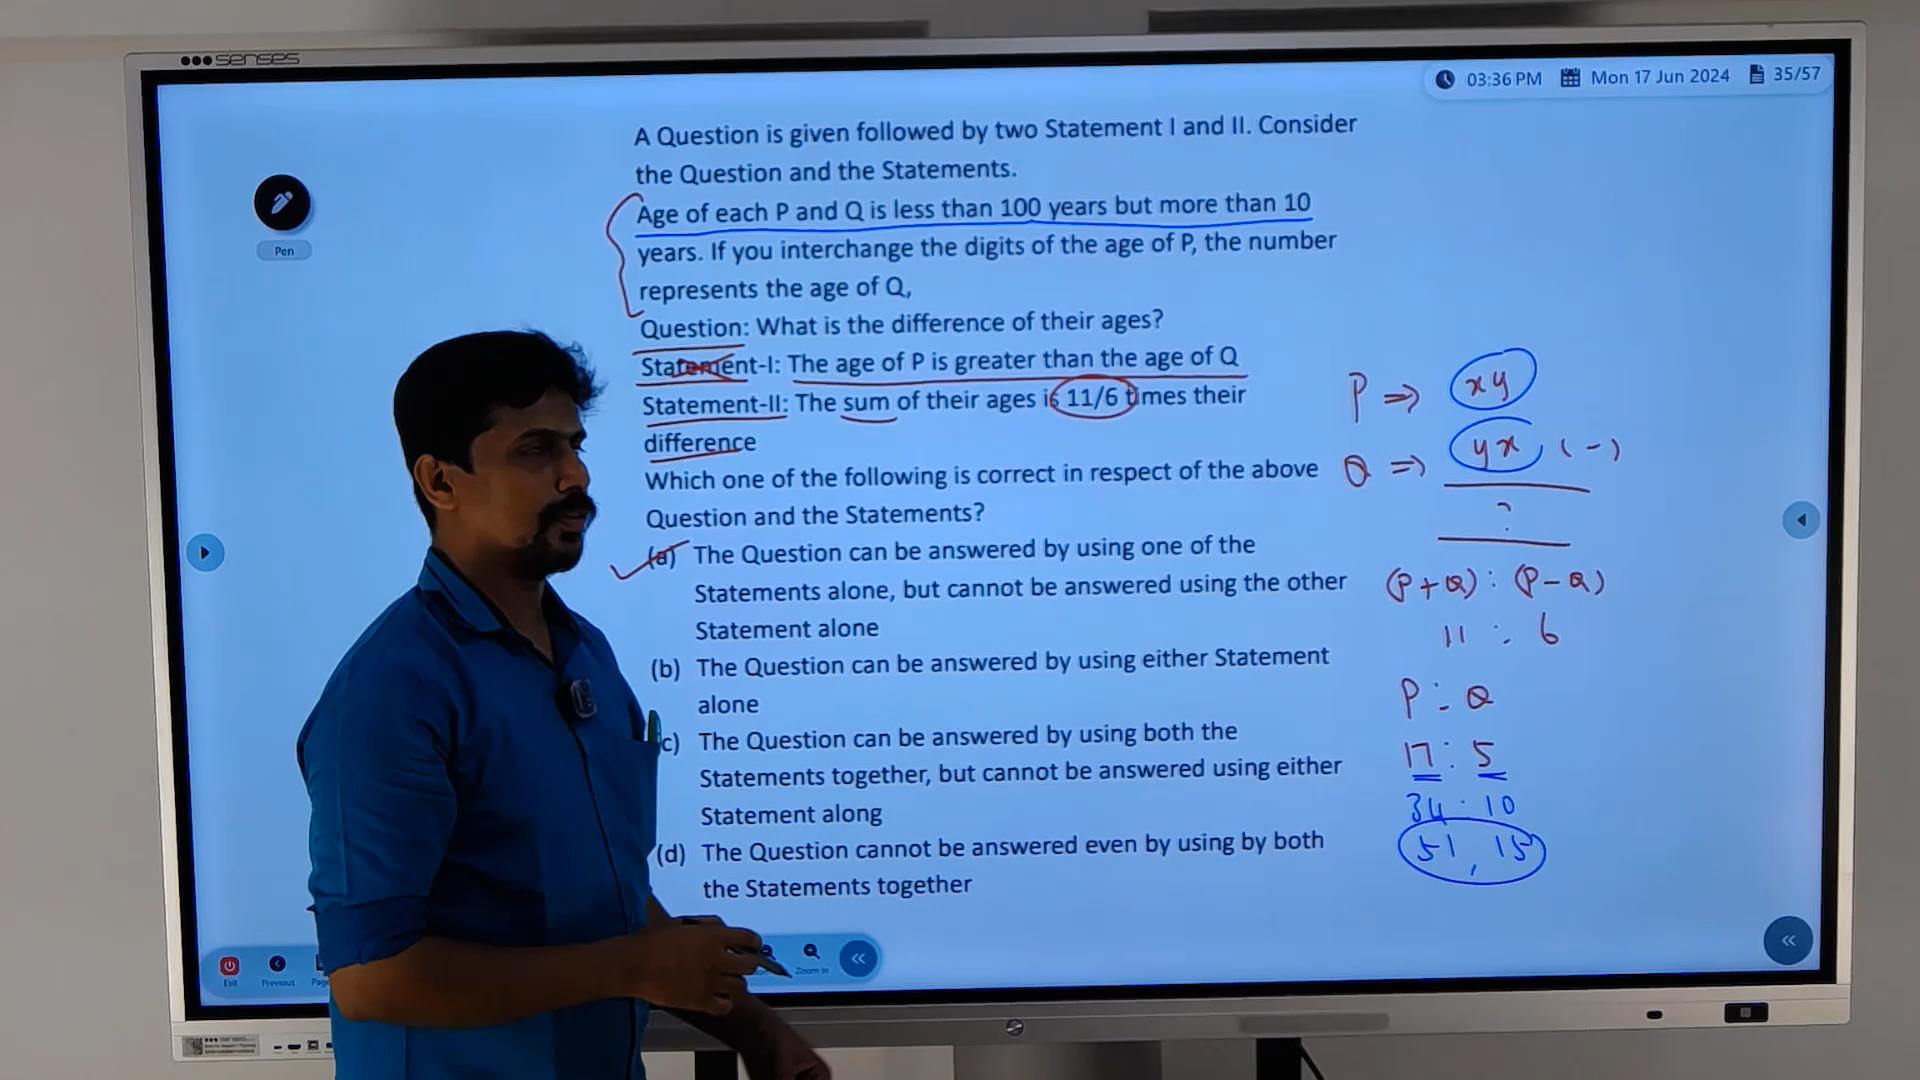 senses
03:36 PM Mon 17 Jun 2024 35/57
Pen
A Question is given followed by two Statement I and II. Consider
the Question and the Statements.
Age of each P and Q is less than 100 years but more than 10
years. If you interchange the digits of the age of P, the number
represents the age of Q,
Question: What is the difference of their ages?
Statement-I: The age of P is greater than the age of Q
Statement-II: The sum of their ages is 11/6 times their
difference
Which one of the following is correct in respect of the above
Question and the Statements?
(a) The Question can be answered by using one of the
Statements alone, but cannot be answered using the other
Statement alone
(b) The Question can be answered by using either Statement
alone
c) The Question can be answered by using both the
Statements together, but cannot be answered using either
Statement along
(d) The Question cannot be answered even by using by both
the Statements together
P ⇒ xy
Q ⇒ yx (-)
?
(P+Q) : (P-Q)
11 : 6
P : Q
17 : 5
34 : 10
51, 15
Exit Previous Zoom In